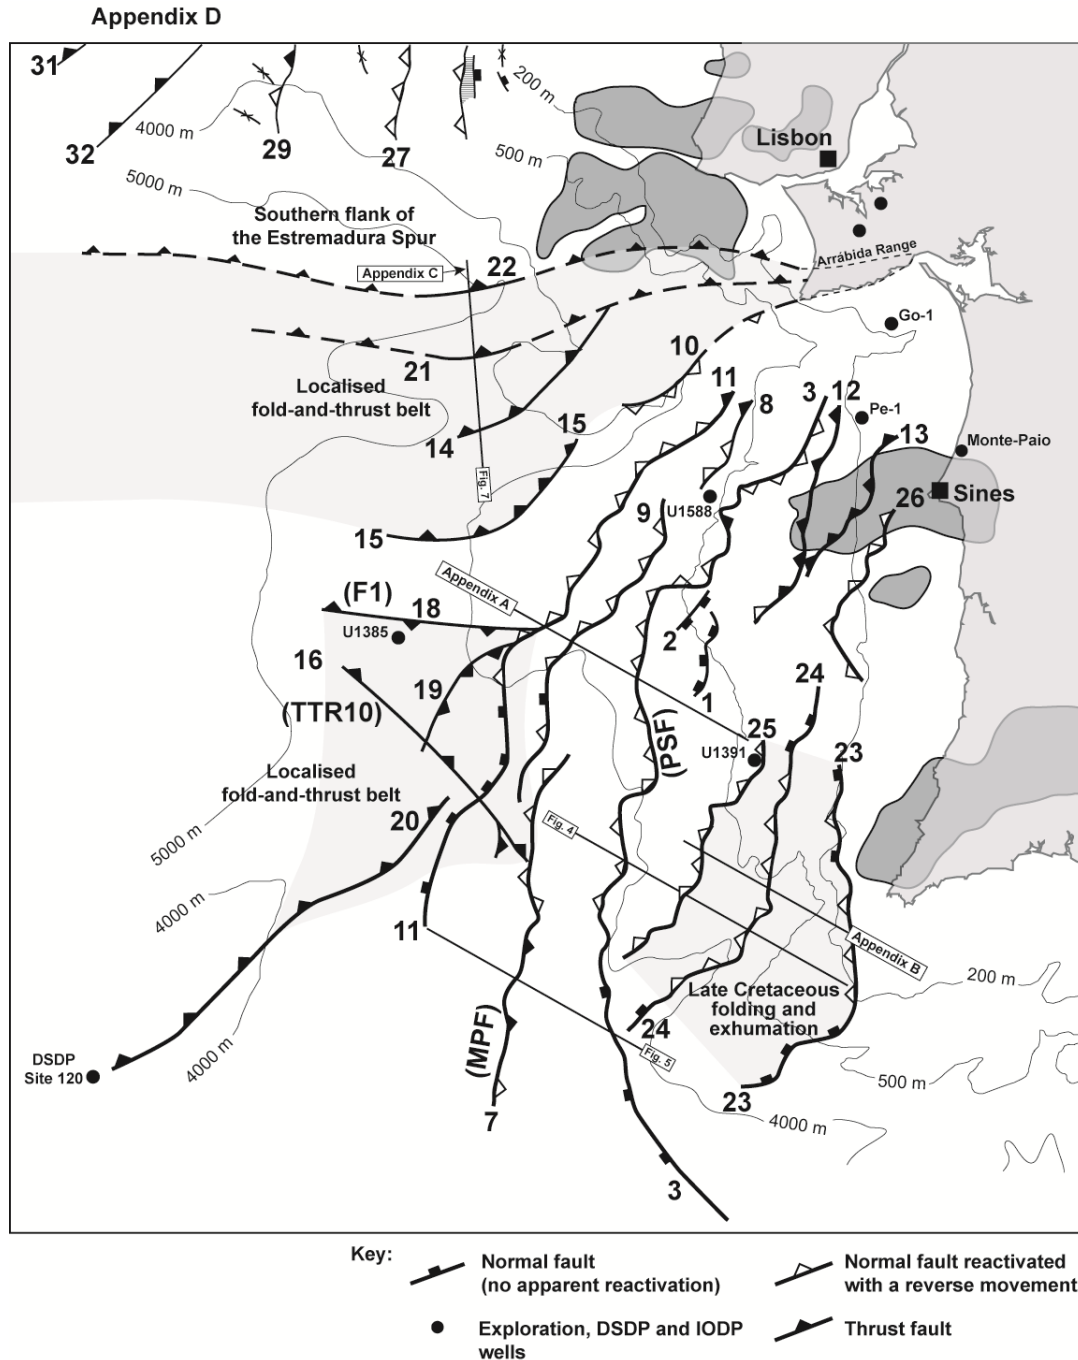 Appendix D
31
32
4000 m
29
27
200 m
500 m
Lisbon
5000 m
Southern flank of
the Estremadura Spur
Appendix C
22
Arrábida Range
Go-1
21
10
Localised
fold-and-thrust belt
11
8
3
12
Pe-1
14
15
13
Monte-Paio
Fig. 7
26
Sines
9
U1588
15
Appendix A
(F1)
18
U1385
2
16
19
(TTR10)
1
24
(PSF)
25
U1391
23
Localised
fold-and-thrust belt
20
Fig. 4
5000 m
4000 m
11
Appendix B
200 m
Late Cretaceous
folding and
exhumation
24
(MPF)
4000 m
Fig. 5
DSDP
Site 120
500 m
23
7
4000 m
3
Key:
Normal fault
(no apparent reactivation)
Normal fault reactivated
with a reverse movement
Exploration, DSDP and IODP
wells
Thrust fault